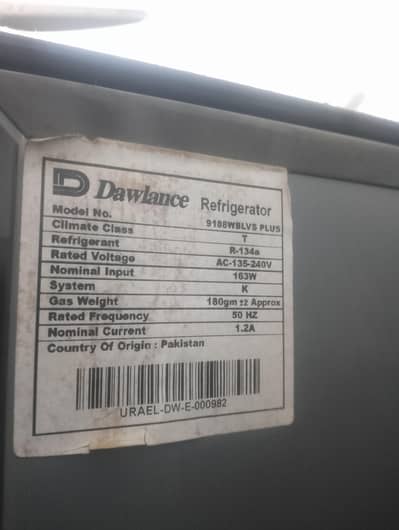 Dawlance Refrigerator
Model No. 9188WBLVS PLUS
Climate Class T
Refrigerant R-134a
Rated Voltage AC-135-240V
Nominal Input 163W
System K
Gas Weight 180gm ±2 Approx
Rated Frequency 50 HZ
Nominal Current 1.2A
Country Of Origin : Pakistan
URAEL-DW-E-000982